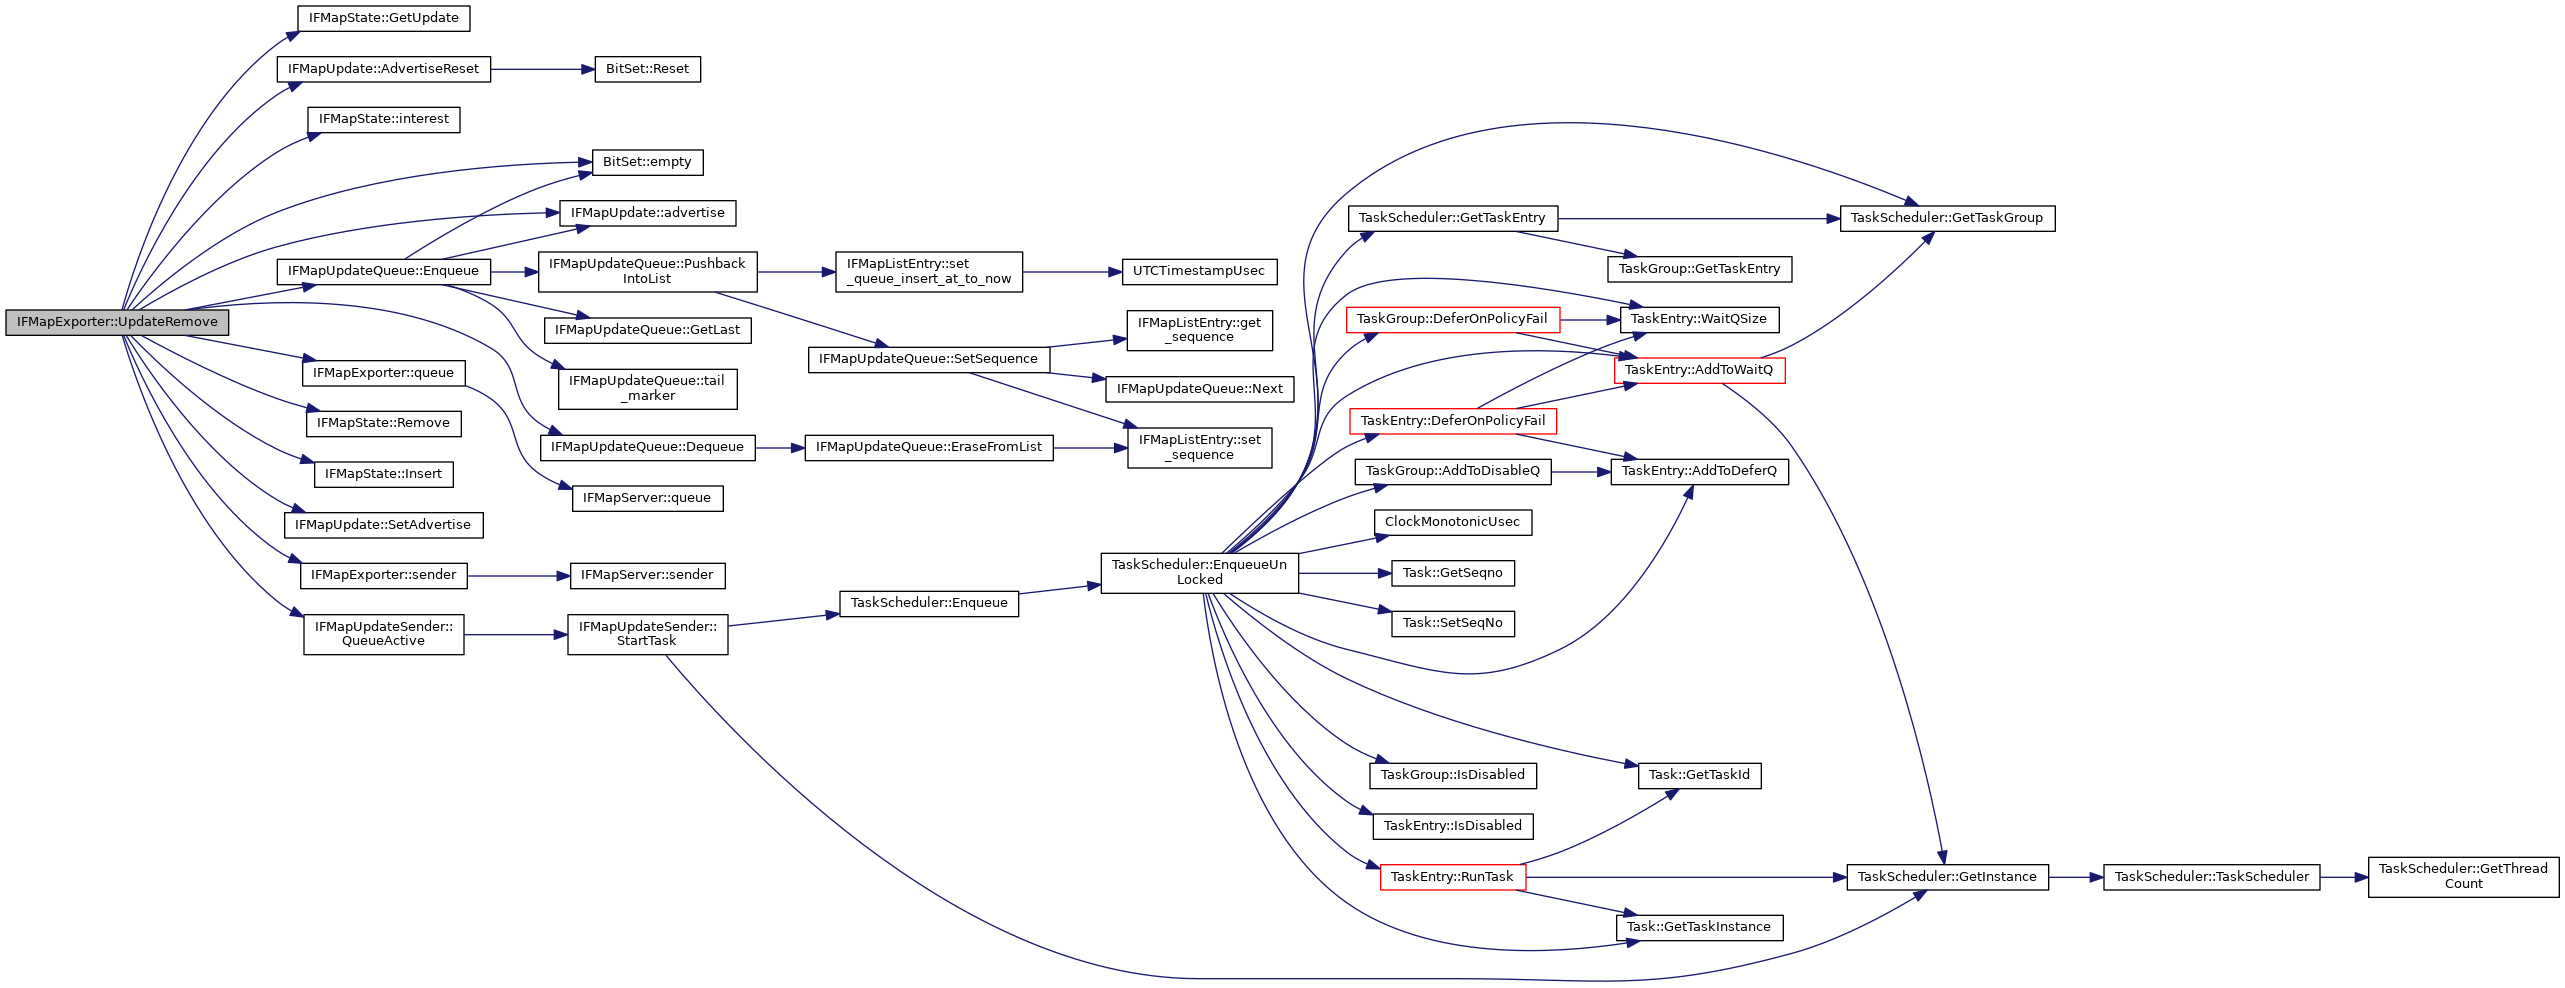 IFMapExporter::UpdateRemove
IFMapState::GetUpdate
IFMapUpdate::AdvertiseReset
IFMapState::interest
IFMapUpdateQueue::Enqueue
IFMapExporter::queue
IFMapState::Remove
IFMapState::Insert
IFMapUpdate::SetAdvertise
IFMapExporter::sender
IFMapUpdateSender::
QueueActive
BitSet::Reset
BitSet::empty
IFMapUpdate::advertise
IFMapUpdateQueue::Pushback
IntoList
IFMapUpdateQueue::GetLast
IFMapUpdateQueue::tail
_marker
IFMapUpdateQueue::Dequeue
IFMapServer::queue
IFMapServer::sender
IFMapUpdateSender::
StartTask
IFMapListEntry::set
_queue_insert_at_to_now
IFMapUpdateQueue::SetSequence
IFMapUpdateQueue::EraseFromList
TaskScheduler::Enqueue
UTCTimestampUsec
IFMapListEntry::get
_sequence
IFMapUpdateQueue::Next
IFMapListEntry::set
_sequence
TaskScheduler::EnqueueUn
Locked
TaskScheduler::GetTaskEntry
TaskGroup::DeferOnPolicyFail
TaskEntry::DeferOnPolicyFail
TaskGroup::AddToDisableQ
ClockMonotonicUsec
Task::GetSeqno
Task::SetSeqNo
TaskGroup::IsDisabled
TaskEntry::IsDisabled
TaskEntry::RunTask
TaskGroup::GetTaskEntry
TaskEntry::WaitQSize
TaskEntry::AddToWaitQ
TaskEntry::AddToDeferQ
Task::GetTaskId
Task::GetTaskInstance
TaskScheduler::GetTaskGroup
TaskScheduler::GetInstance
TaskScheduler::TaskScheduler
TaskScheduler::GetThread
Count